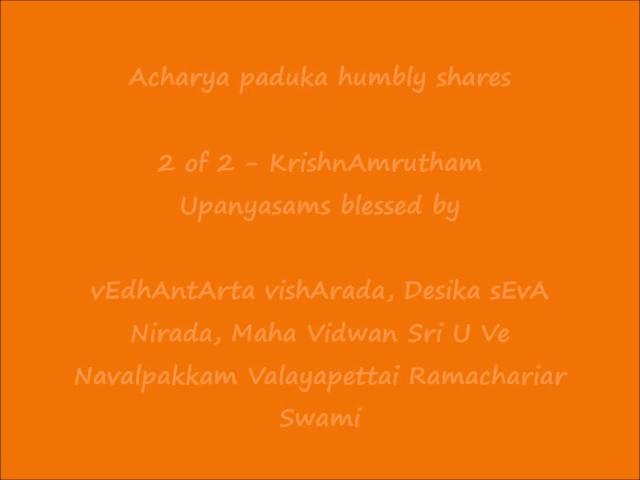 Acharya paduka humbly shares
2 of 2 - KrishnAmrutham
Upanyasams blessed by
vEdhAntArta vishArada, Desika sEvA
Nirada, Maha Vidwan Sri U Ve
Navalpakkam Valayapettai Ramachariar
Swami